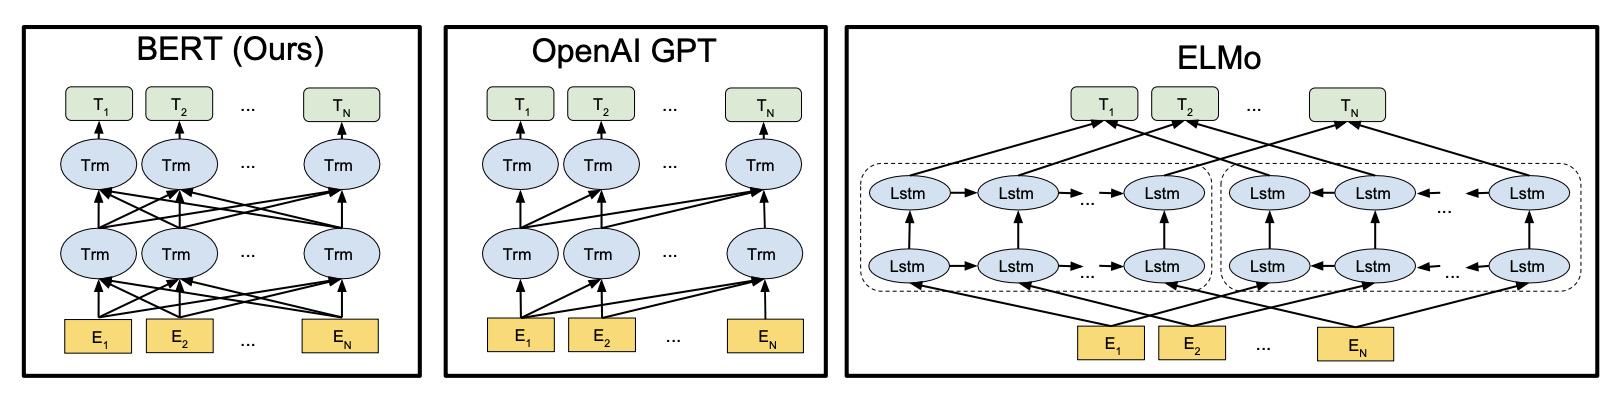 BERT (Ours)
T1 T2 ... TN
Trm Trm ... Trm
Trm Trm ... Trm
E1 E2 ... EN
OpenAI GPT
T1 T2 ... TN
Trm Trm ... Trm
Trm Trm ... Trm
E1 E2 ... EN
ELMo
T1 T2 ... TN
Lstm Lstm ... Lstm Lstm Lstm ... Lstm
Lstm Lstm ... Lstm Lstm Lstm ... Lstm
E1 E2 ... EN